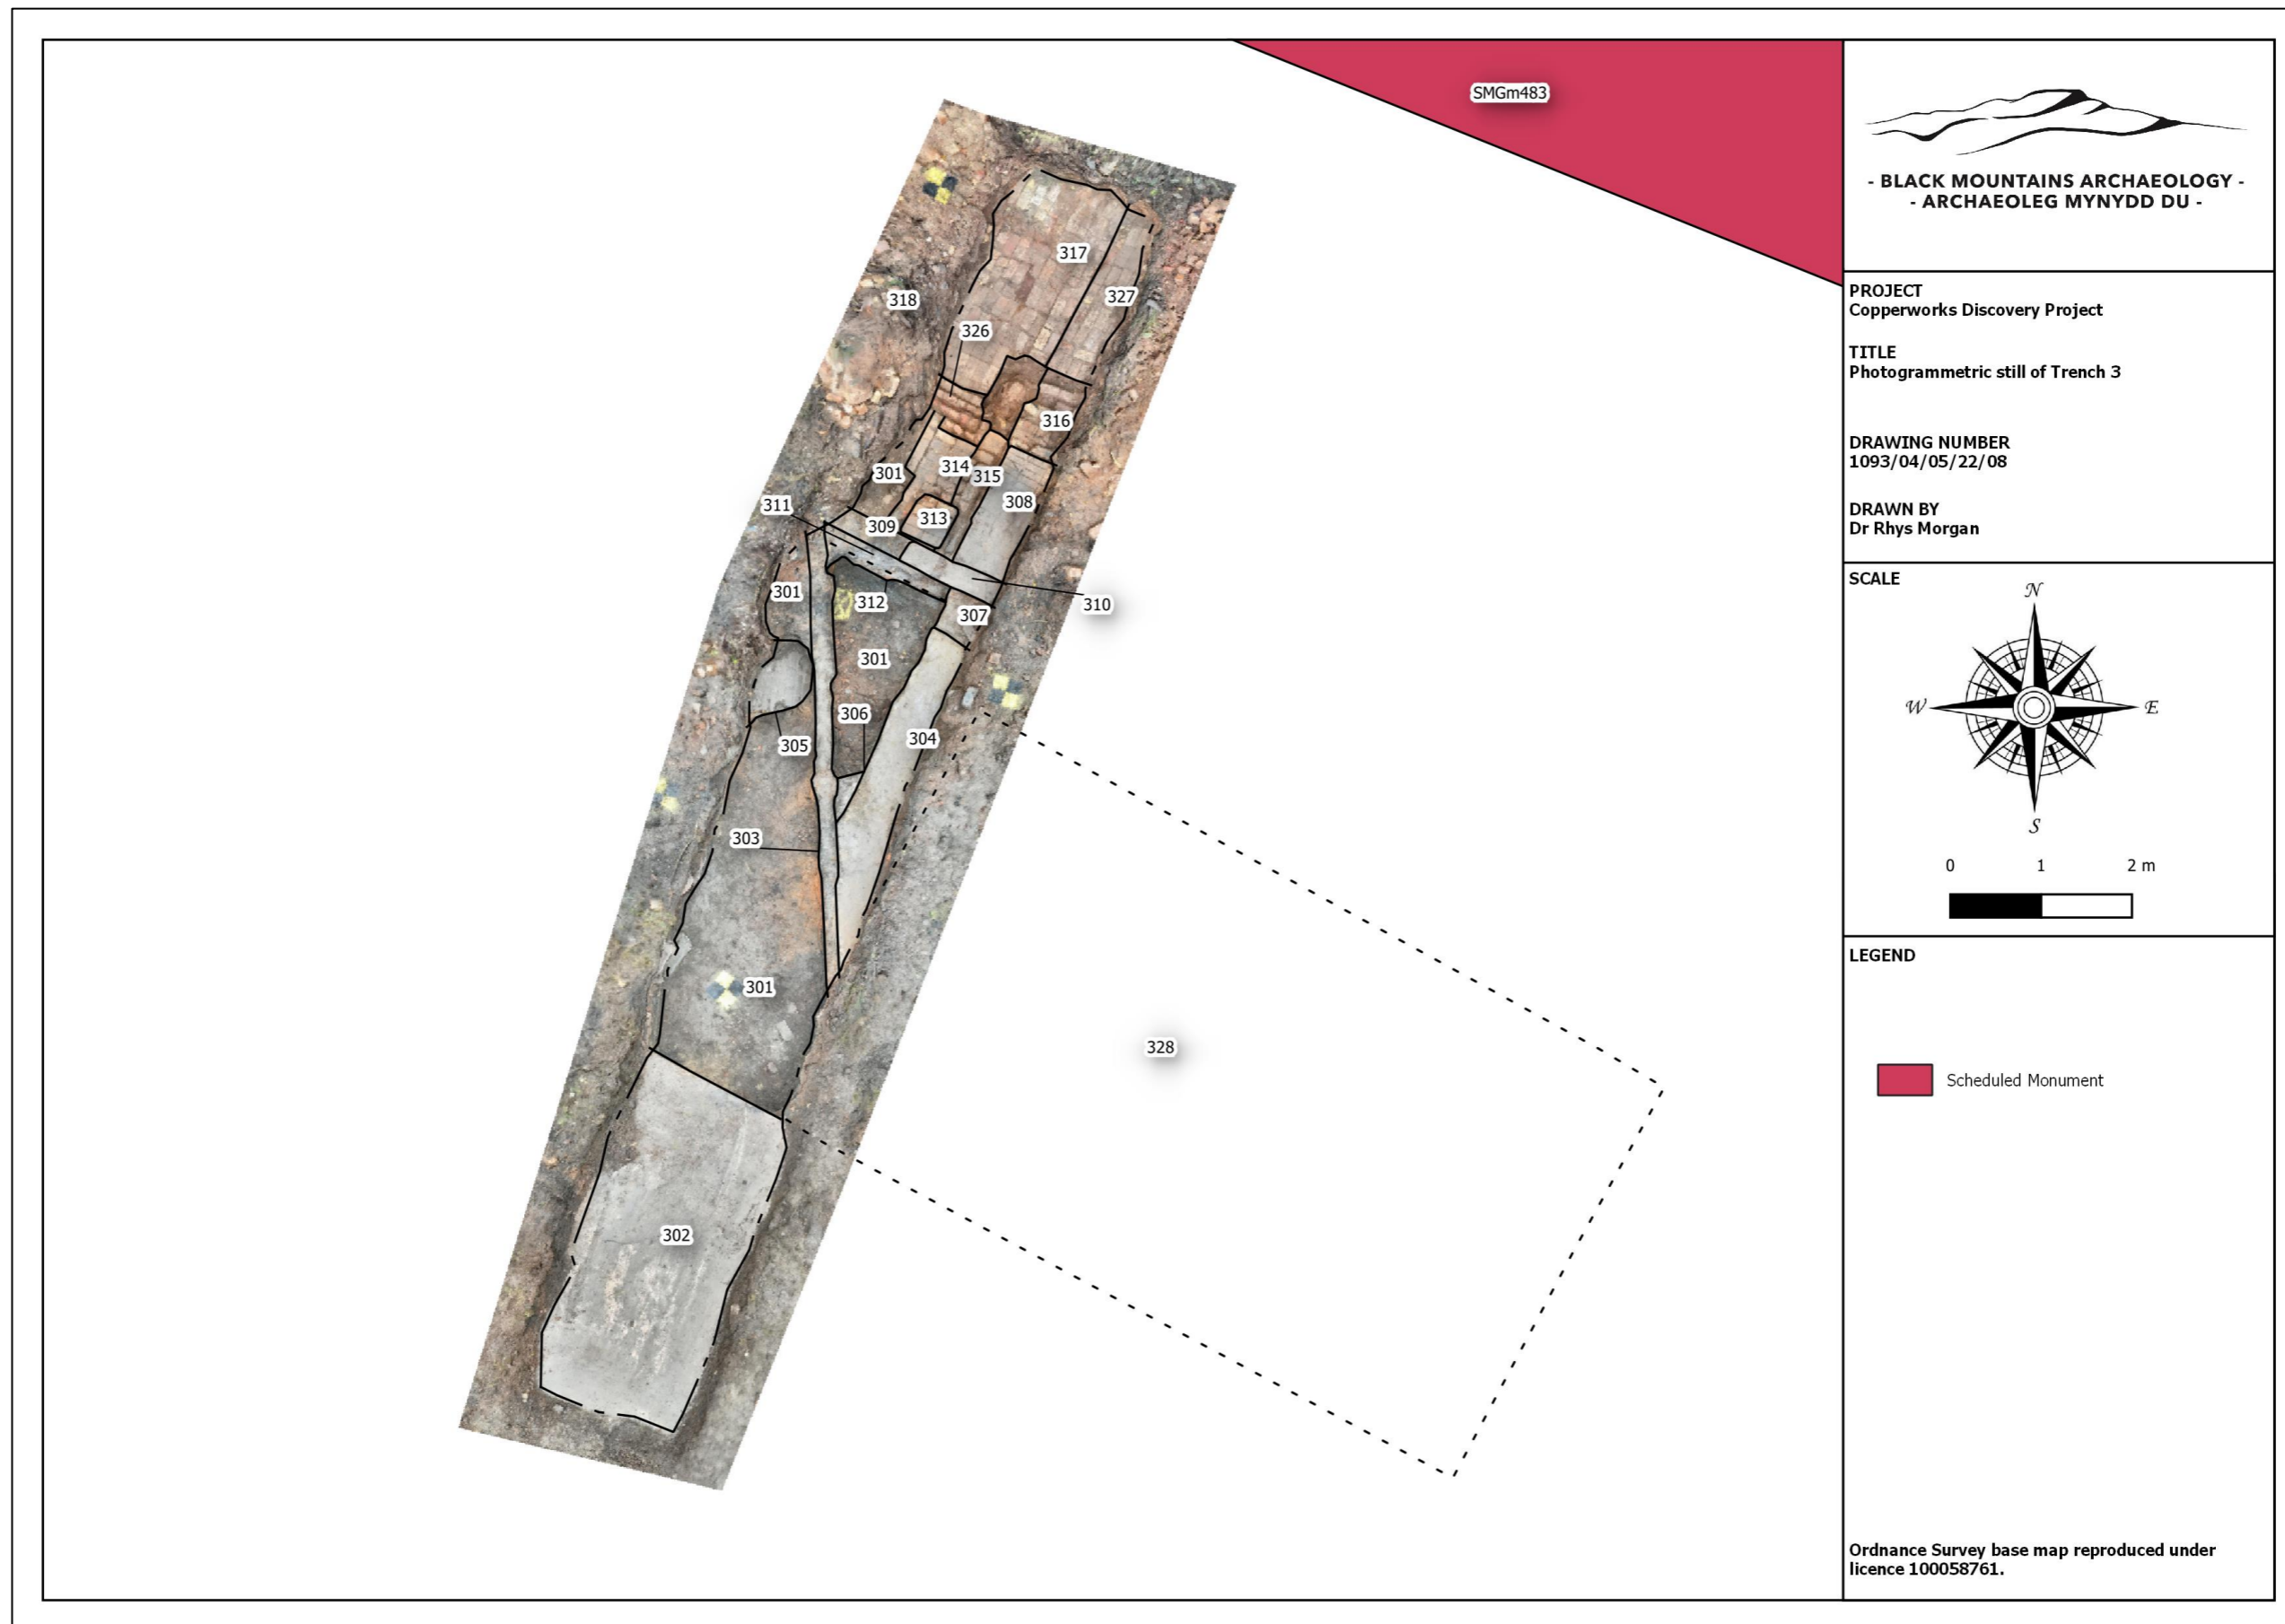 SMGm483
317
318
327
326
316
301
314
315
311
308
309
313
301
312
310
307
301
306
305
304
303
301
328
302
- BLACK MOUNTAINS ARCHAEOLOGY -
- ARCHAEOLEG MYNYDD DU -
PROJECT
Copperworks Discovery Project
TITLE
Photogrammetric still of Trench 3
DRAWING NUMBER
1093/04/05/22/08
DRAWN BY
Dr Rhys Morgan
SCALE
N
W E
S
0 1 2 m
LEGEND
Scheduled Monument
Ordnance Survey base map reproduced under
licence 100058761.